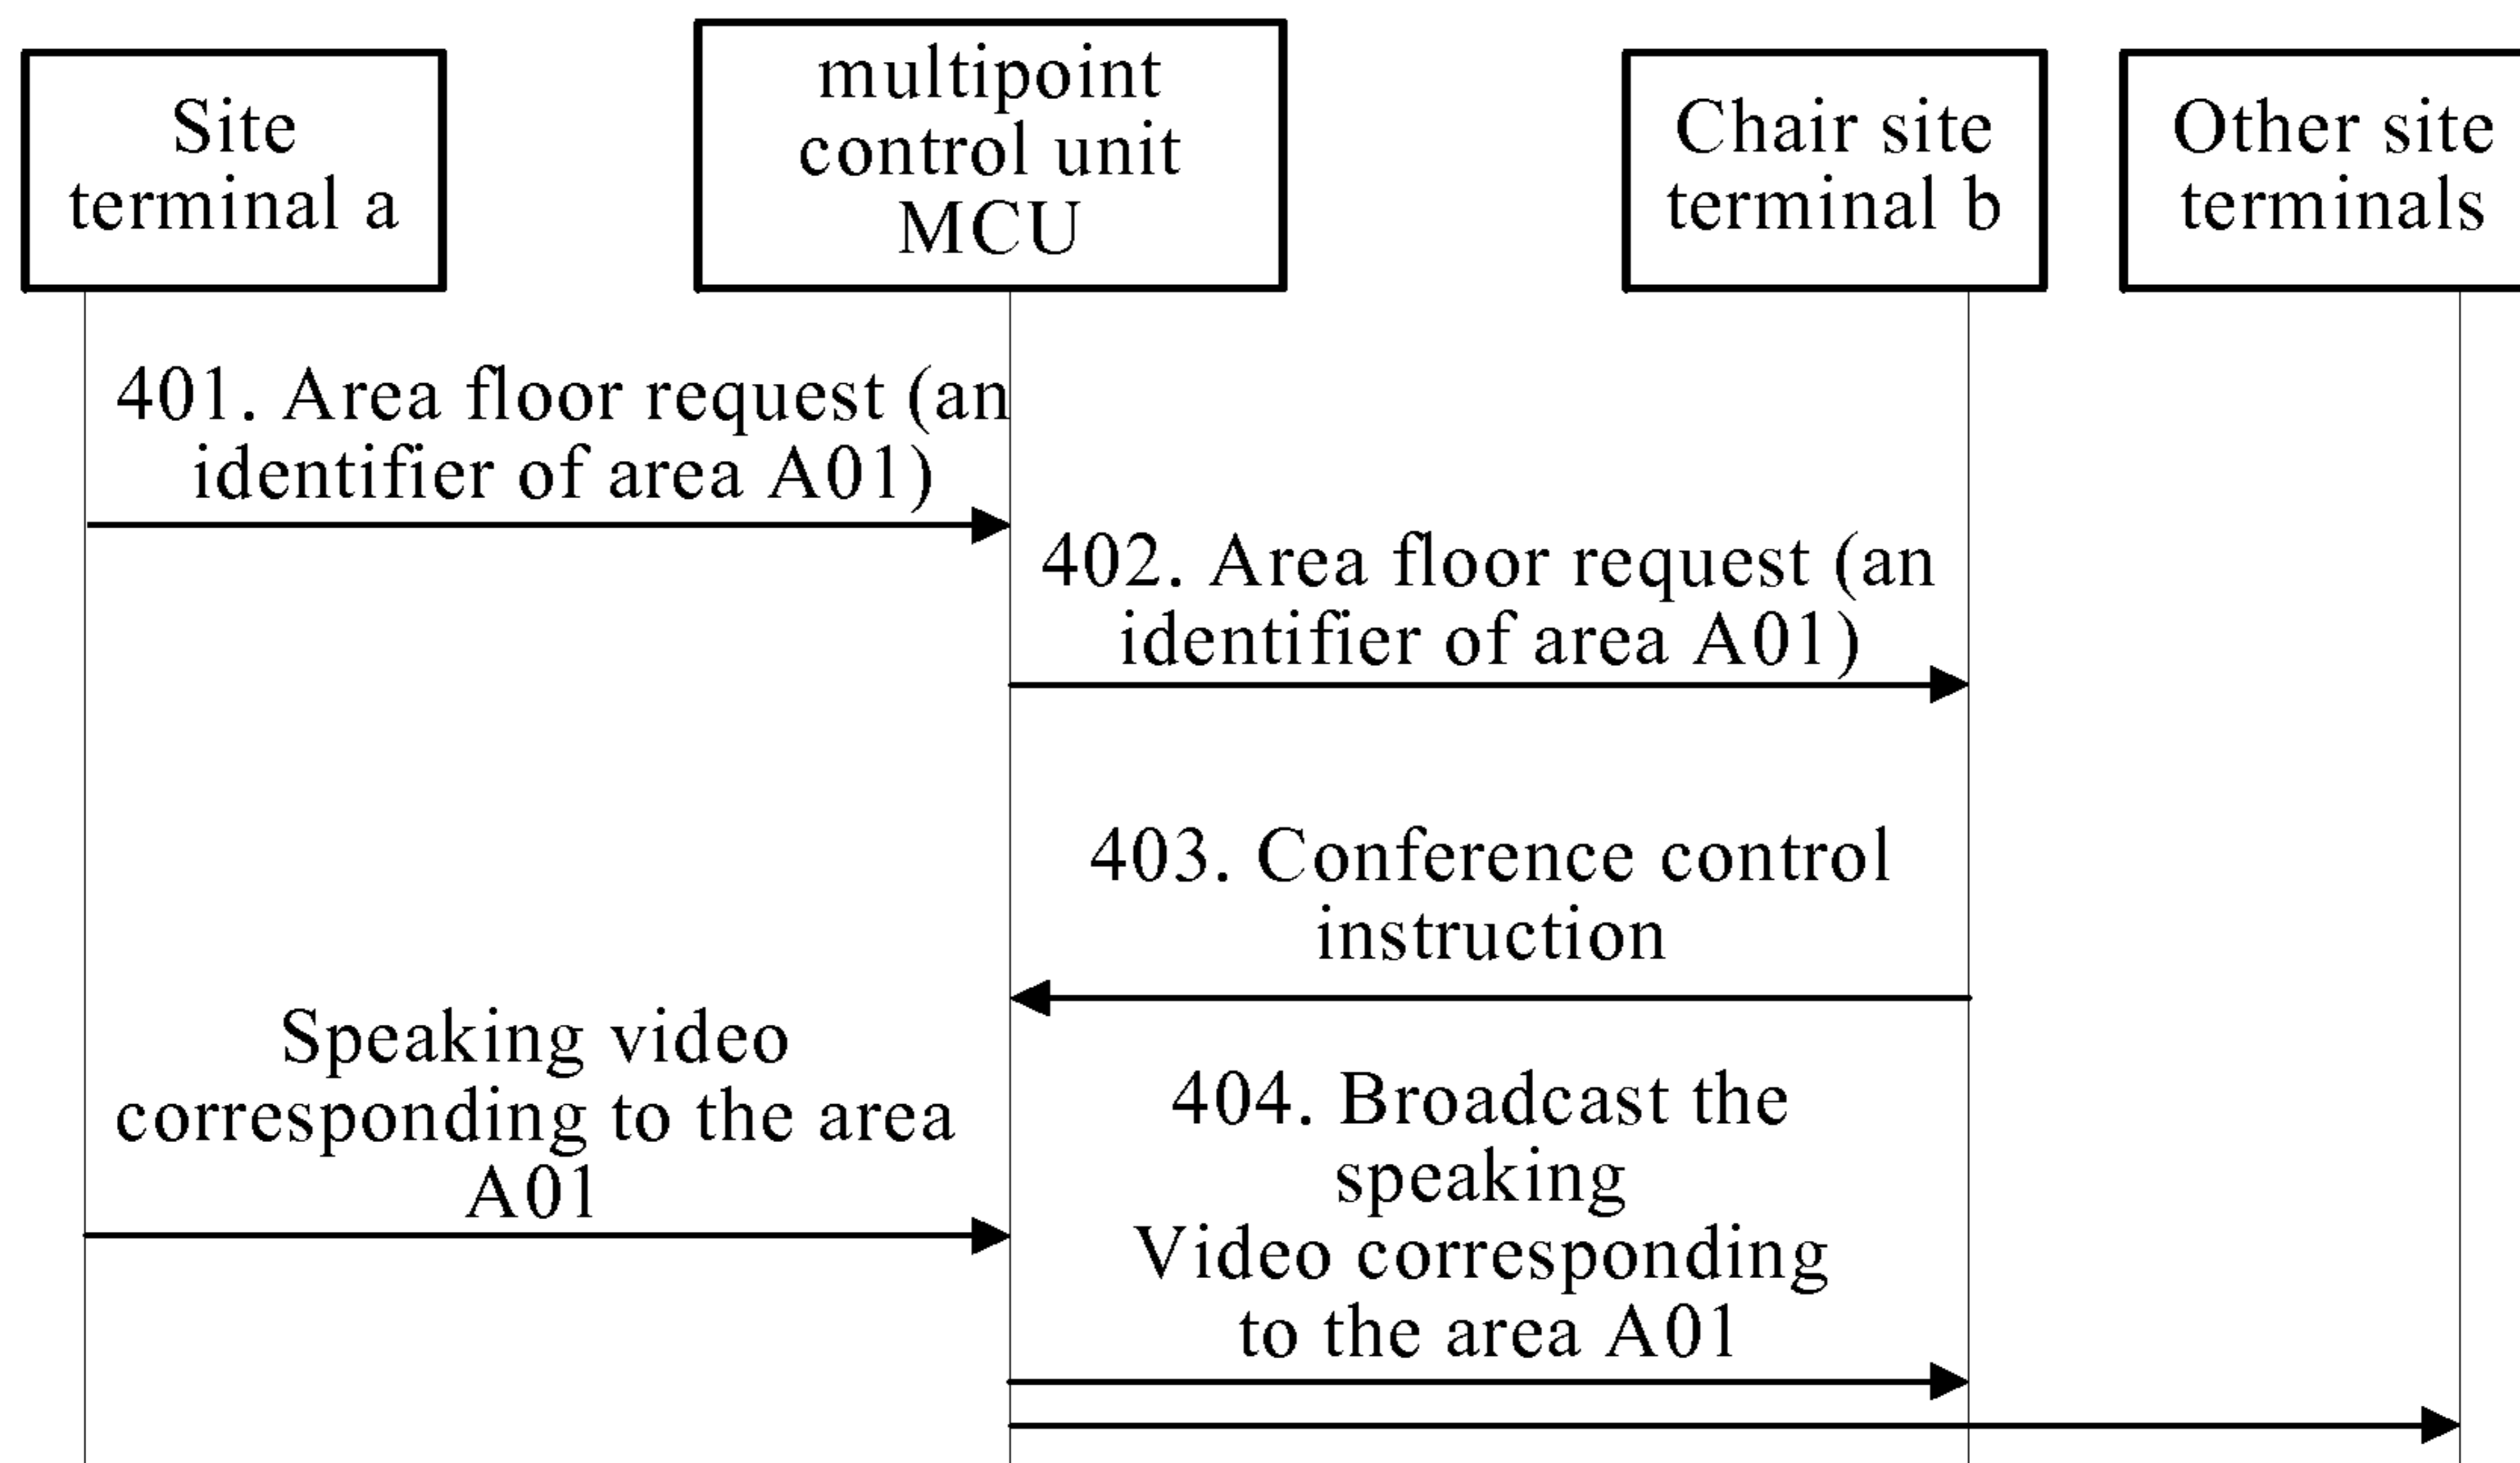 Site
terminal a
multipoint
control unit
MCU
Chair site
terminal b
Other site
terminals
401. Area floor request (an
identifier of area A01)
402. Area floor request (an
identifier of area A01)
403. Conference control
instruction
Speaking video
corresponding to the area
A01
404. Broadcast the
speaking
Video corresponding
to the area A01